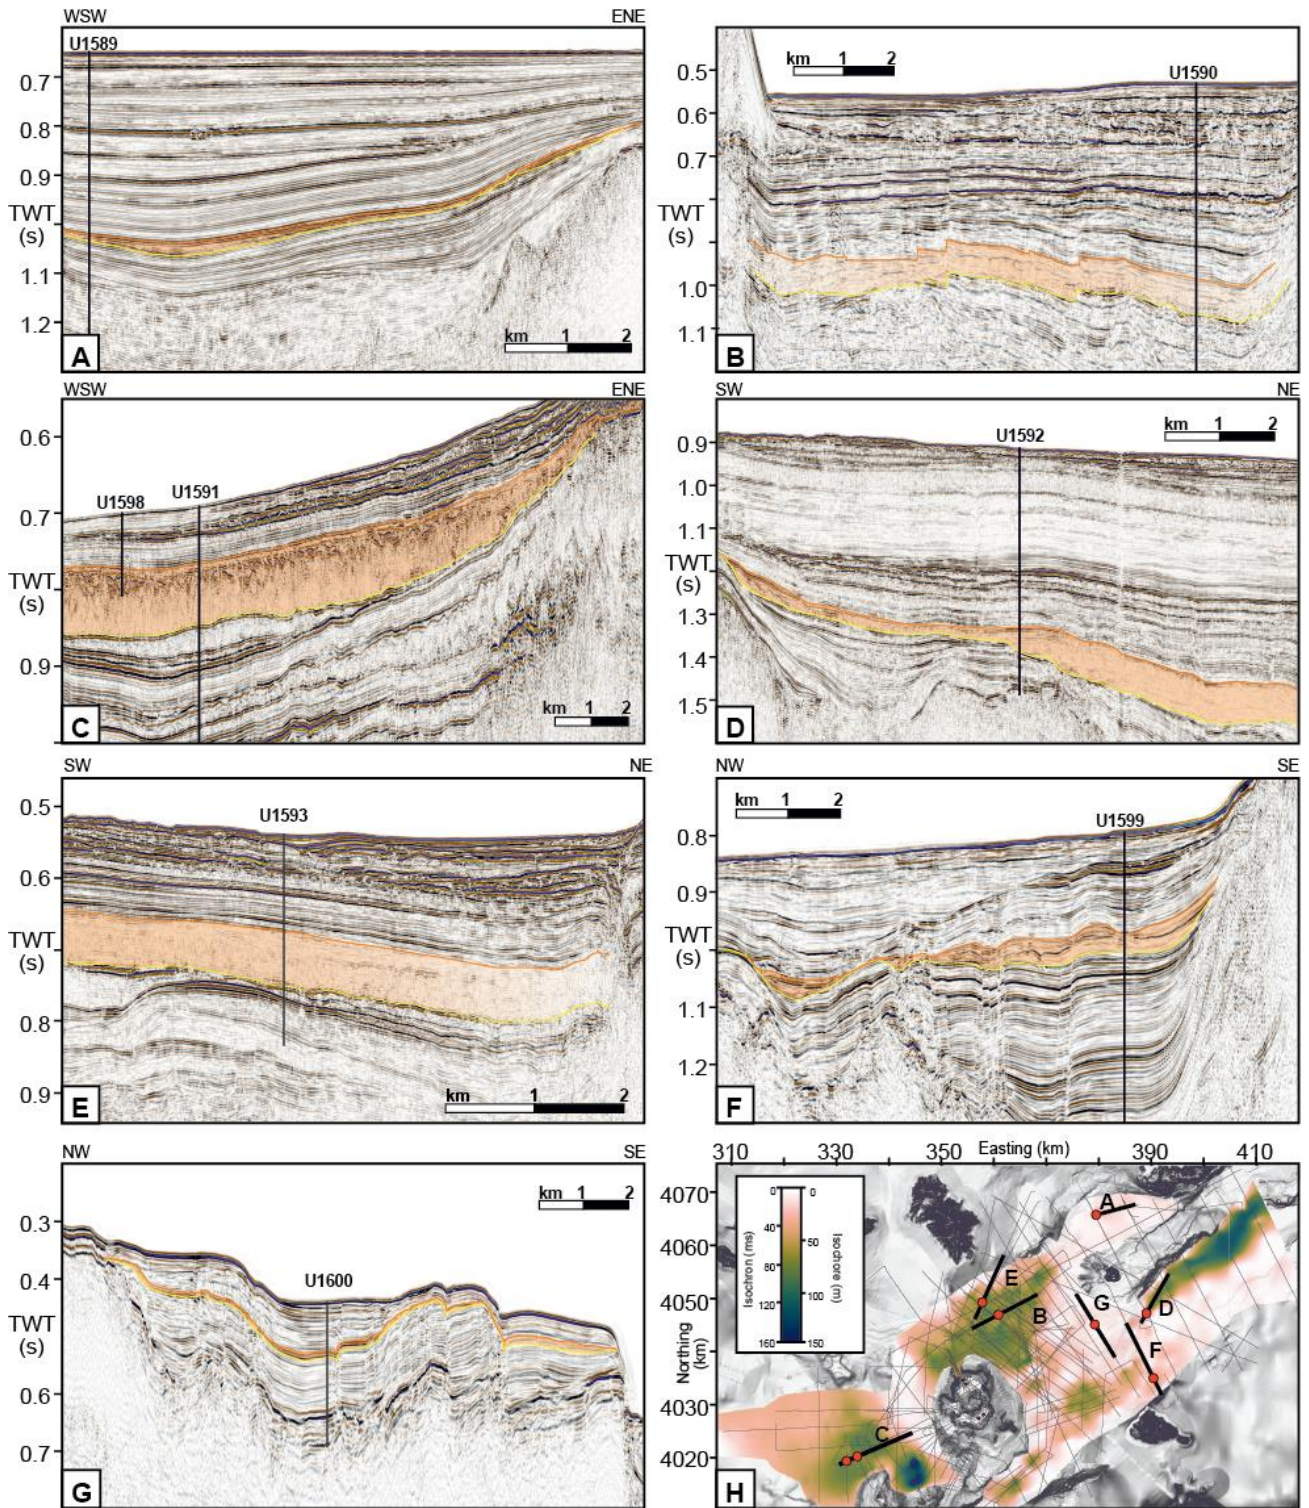 WSW ENE
U1589
0.7
0.8
0.9
TWT
(s)
1.1
1.2
km 1 2
A
km 1 2
U1590
0.5
0.6
0.7
TWT
(s)
1.0
1.1
B
WSW ENE
0.6
U1598 U1591
0.7
TWT
(s)
0.9
km 1 2
C
SW NE
km 1 2
U1592
0.9
1.0
1.1
TWT
(s)
1.3
1.4
1.5
D
SW NE
0.5
U1593
0.6
TWT
(s)
0.8
0.9
km 1 2
E
NW SE
km 1 2
U1599
0.8
0.9
TWT
(s)
1.1
1.2
F
NW SE
km 1 2
0.3
U1600
0.4
TWT
(s)
0.6
0.7
G
310 330 350 370 390 410
Easting (km)
4070
4060
4050
Northing
(km)
4030
4020
Isochron (ms)
0
40
80
120
160
Isochore (m)
0
50
100
150
A
E
B
G
D
F
C
H